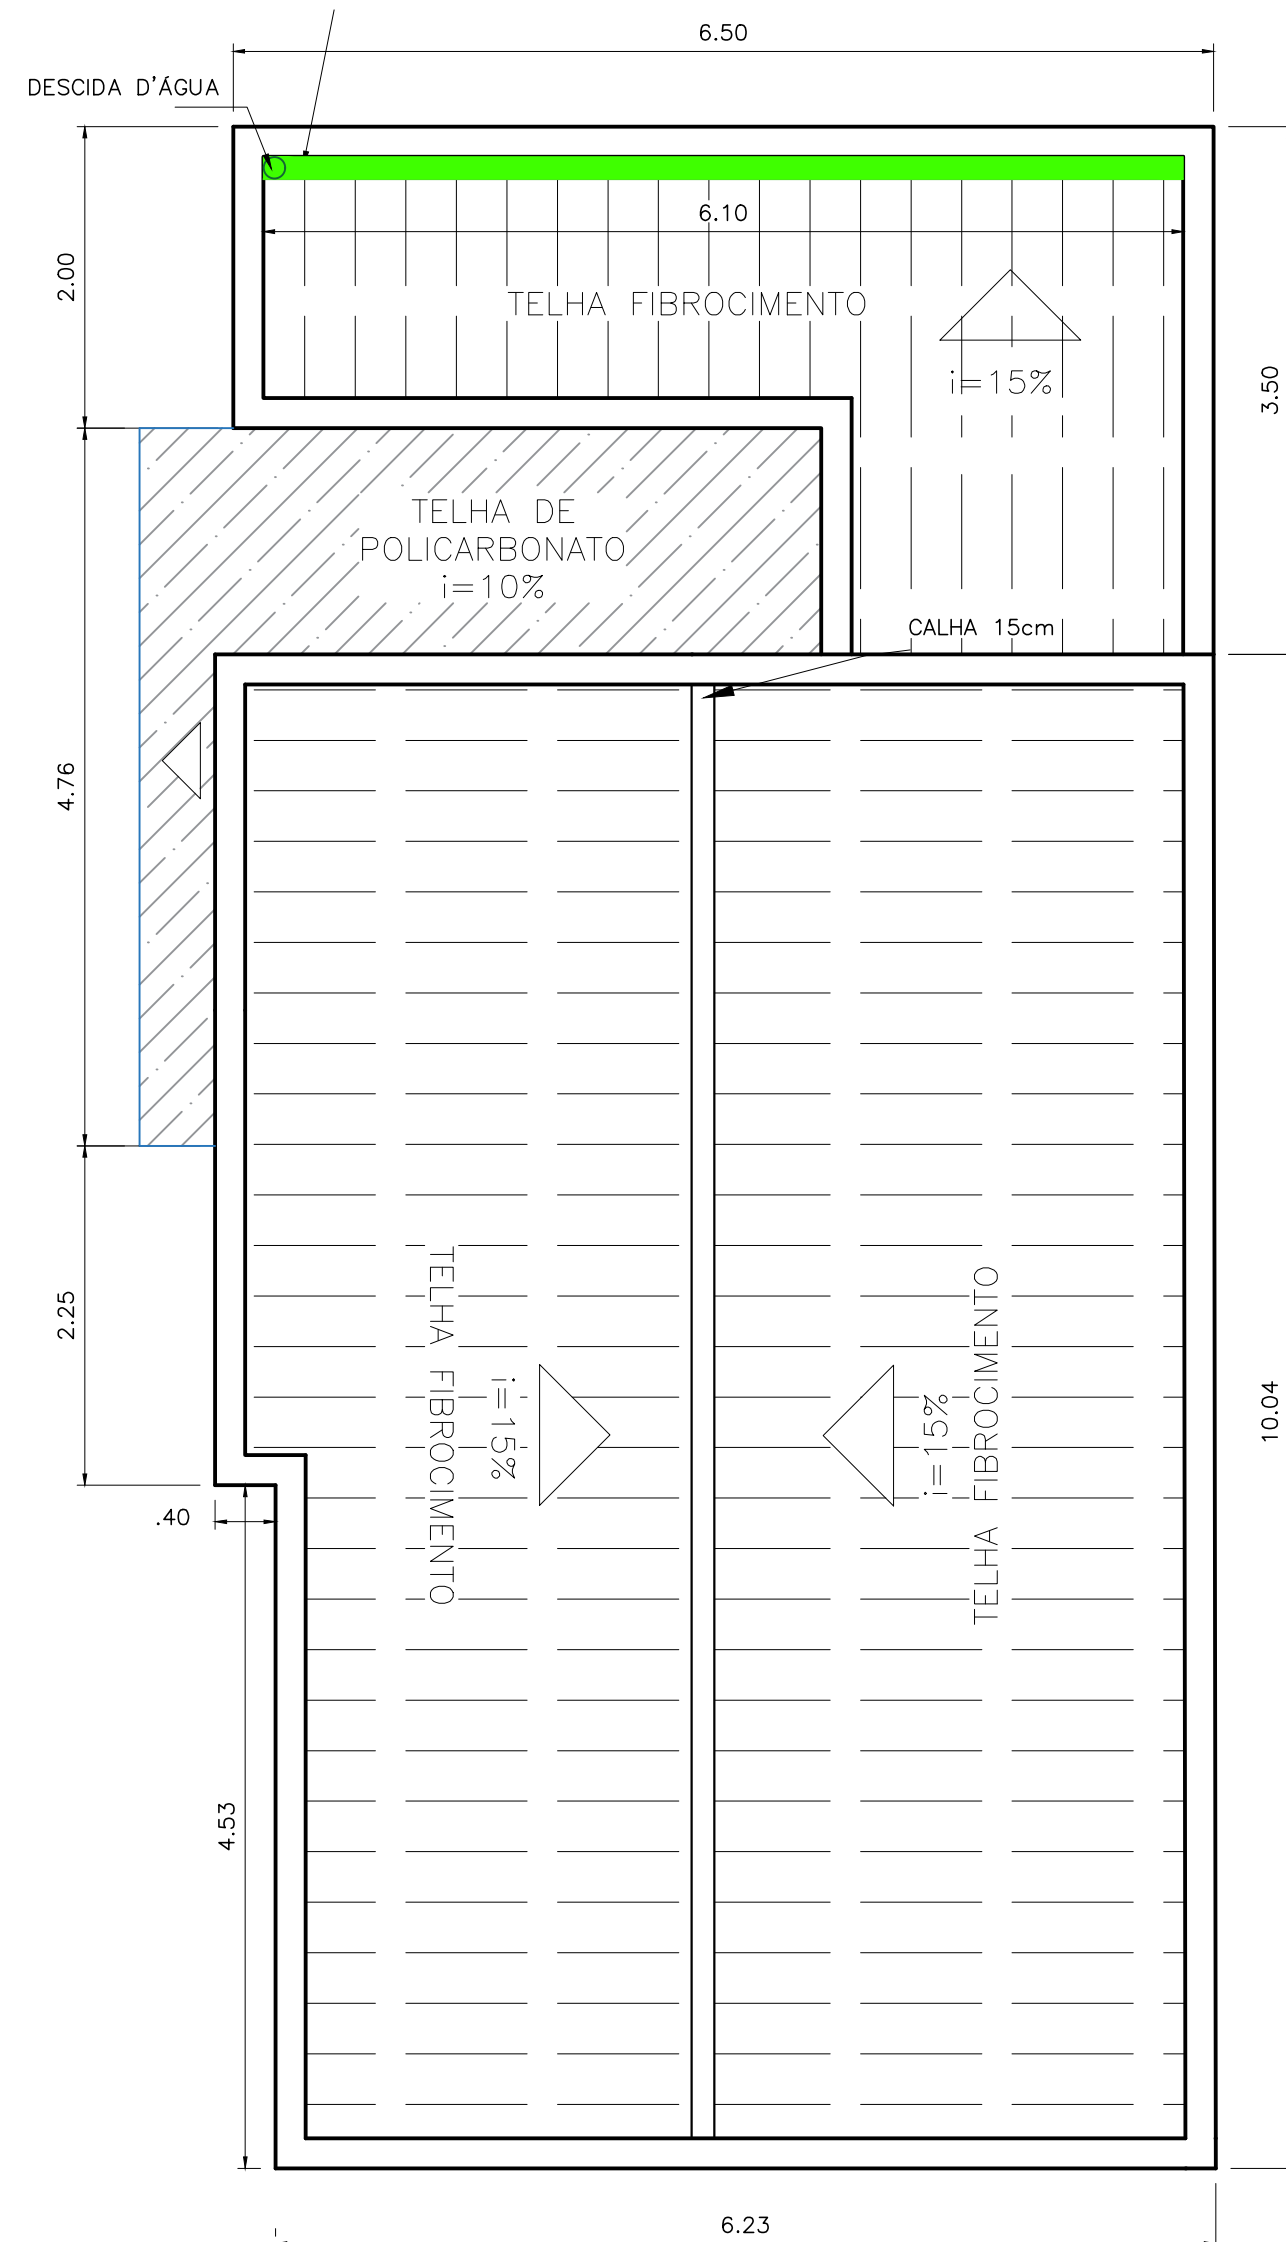 6.50
DESCIDA D'ÁGUA
6.10
2.00
TELHA FIBROCIMENTO
i=15%
3.50
TELHA DE
POLICARBONATO
i=10%
CALHA 15cm
4.76
2.25
TELHA FIBROCIMENTO
i=15%
i=15%
TELHA FIBROCIMENTO
10.04
.40
4.53
6.23